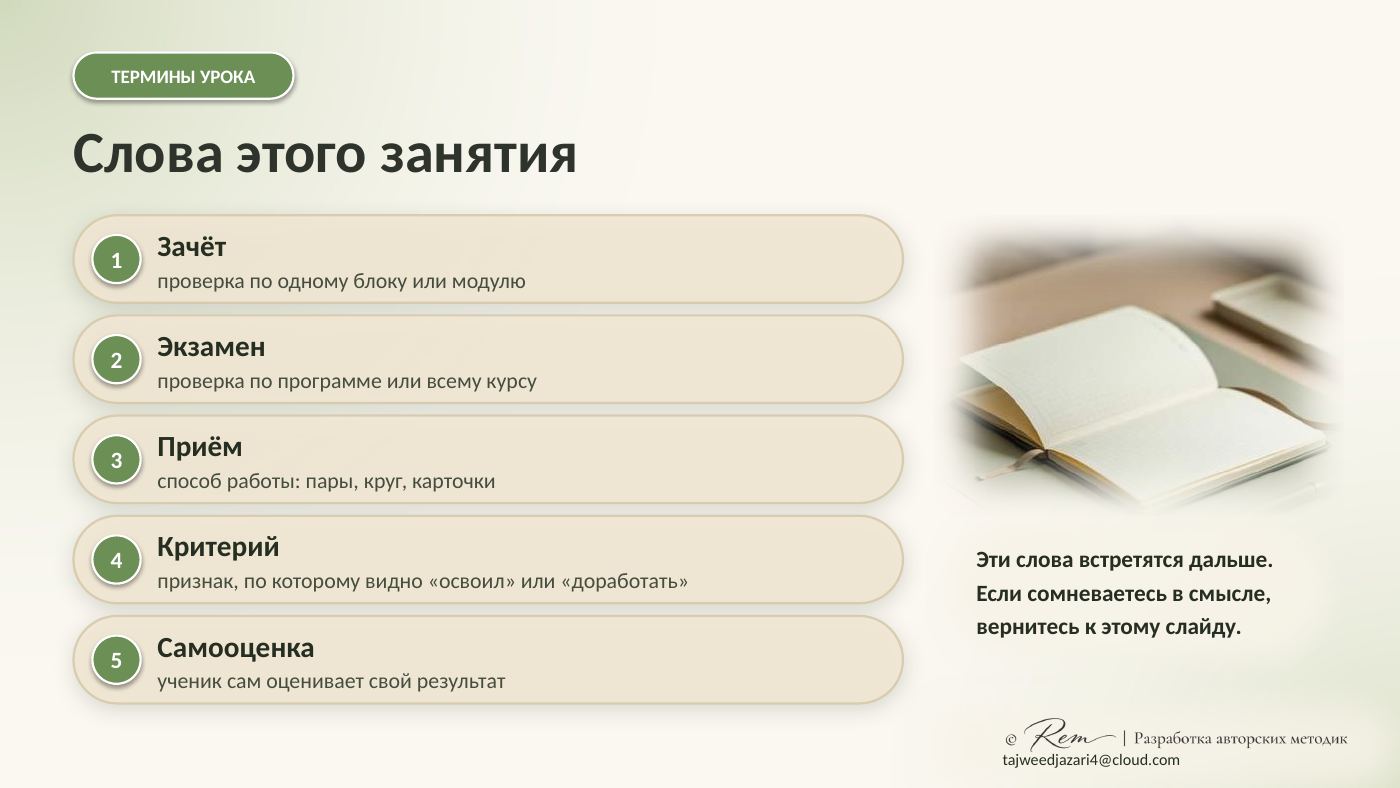 ТЕРМИНЫ УРОКА
Слова этого занятия
1
Зачёт
проверка по одному блоку или модулю
2
Экзамен
проверка по программе или всему курсу
3
Приём
способ работы: пары, круг, карточки
4
Критерий
признак, по которому видно «освоил» или «доработать»
5
Самооценка
ученик сам оценивает свой результат
Эти слова встретятся дальше.
Если сомневаетесь в смысле,
вернитесь к этому слайду.
© Rem | Разработка авторских методик
tajweedjazari4@cloud.com